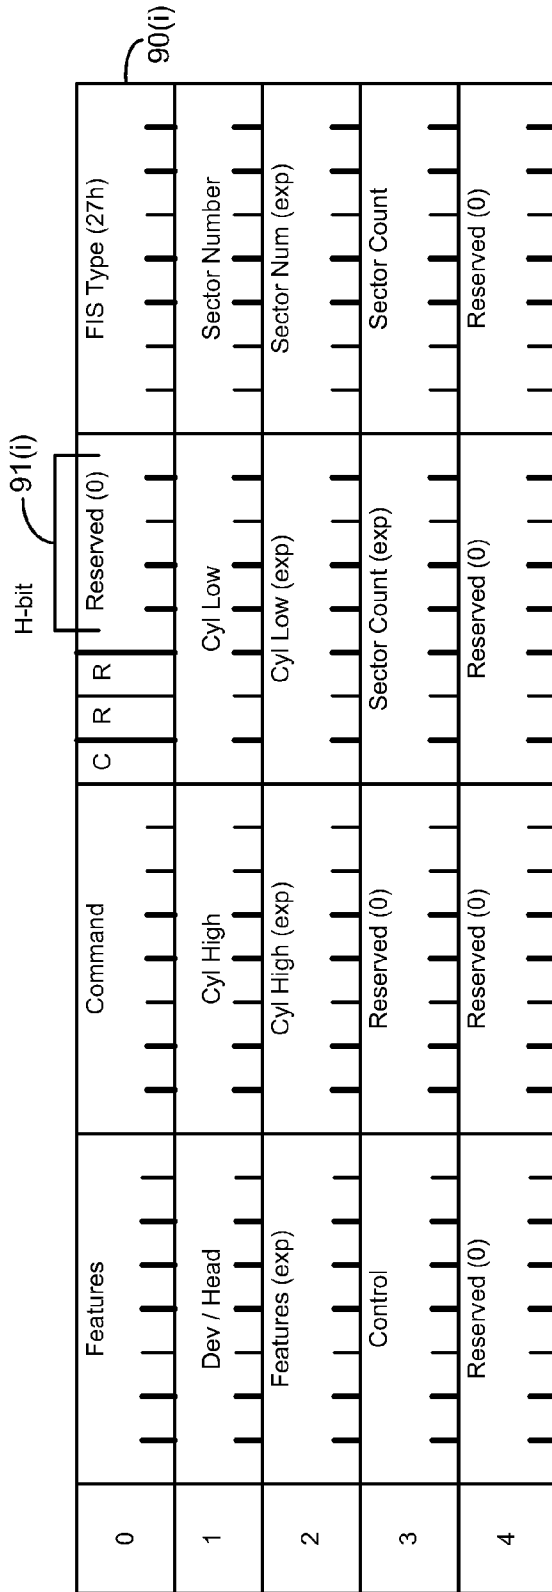 H-bit 91(i)
90(i)
0 Features Command C R R Reserved (0) FIS Type (27h)
1 Dev / Head Cyl High Cyl Low Sector Number
2 Features (exp) Cyl High (exp) Cyl Low (exp) Sector Num (exp)
3 Control Reserved (0) Sector Count (exp) Sector Count
4 Reserved (0) Reserved (0) Reserved (0) Reserved (0)